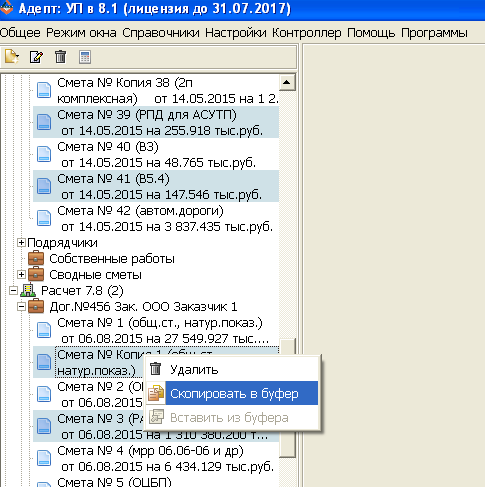 Адепт: УП в 8.1 (лицензия до 31.07.2017)
Общее Режим окна Справочники Настройки Контроллер Помощь Программы
Смета № Копия 38 (2п
комплексная) от 14.05.2015 на 1 2.
Смета № 39 (РПД для АСУТП)
от 14.05.2015 на 255.918 тыс.руб.
Смета № 40 (В3)
от 14.05.2015 на 48.765 тыс.руб.
Смета № 41 (В5.4)
от 14.05.2015 на 147.546 тыс.руб.
Смета № 42 (автом.дороги)
от 14.05.2015 на 3 837.435 тыс.руб.
Подрядчики
Собственные работы
Сводные сметы
Расчет 7.8 (2)
Дог.№456 Зак. ООО Заказчик 1
Смета № 1 (общ.ст., натур.показ.)
от 06.08.2015 на 27 549.927 тыс....
Смета № Копия 1 (общ.ст.,
натур.показ.)
Удалить
Скопировать в буфер
Вставить из буфера
Смета № 2 (ОП
от 06.08.2015
Смета № 3 (РА
от 06.08.2015 на 1 310 380.200 т...
Смета № 4 (мрр 06.06-06 и др)
от 06.08.2015 на 6 434.129 тыс.руб.
Смета № 5 (ОЦБП)